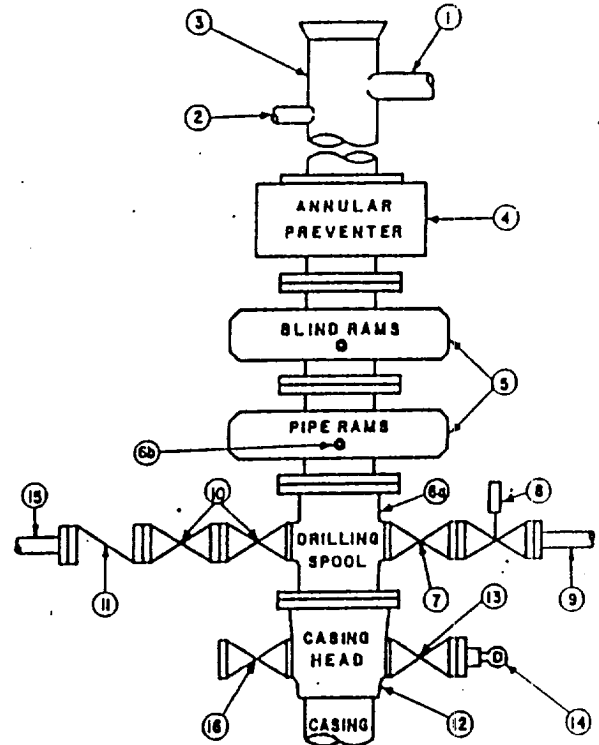 3
1
2
ANNULAR
PREVENTER
4
BLIND RAMS
5
PIPE RAMS
6b
15
10
6a
8
DRILLING
SPOOL
11
7
13
9
CASING
HEAD
16
12
14
CASING